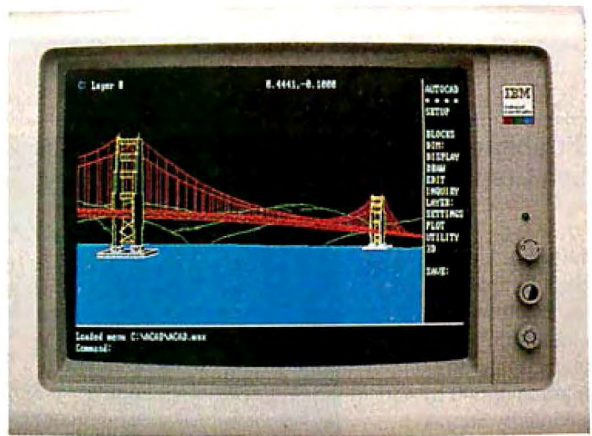 Layer 0
0.4441,-0.1000
AUTOCAD
* * * *
SETUP
BLOCKS
DIM:
DISPLAY
DRAW
EDIT
INQUIRY
LAYER:
SETTINGS
PLOT
UTILITY
3D
SAVE:
Loaded menu C:\ACAD\ACAD.mnx
Command:
IBM